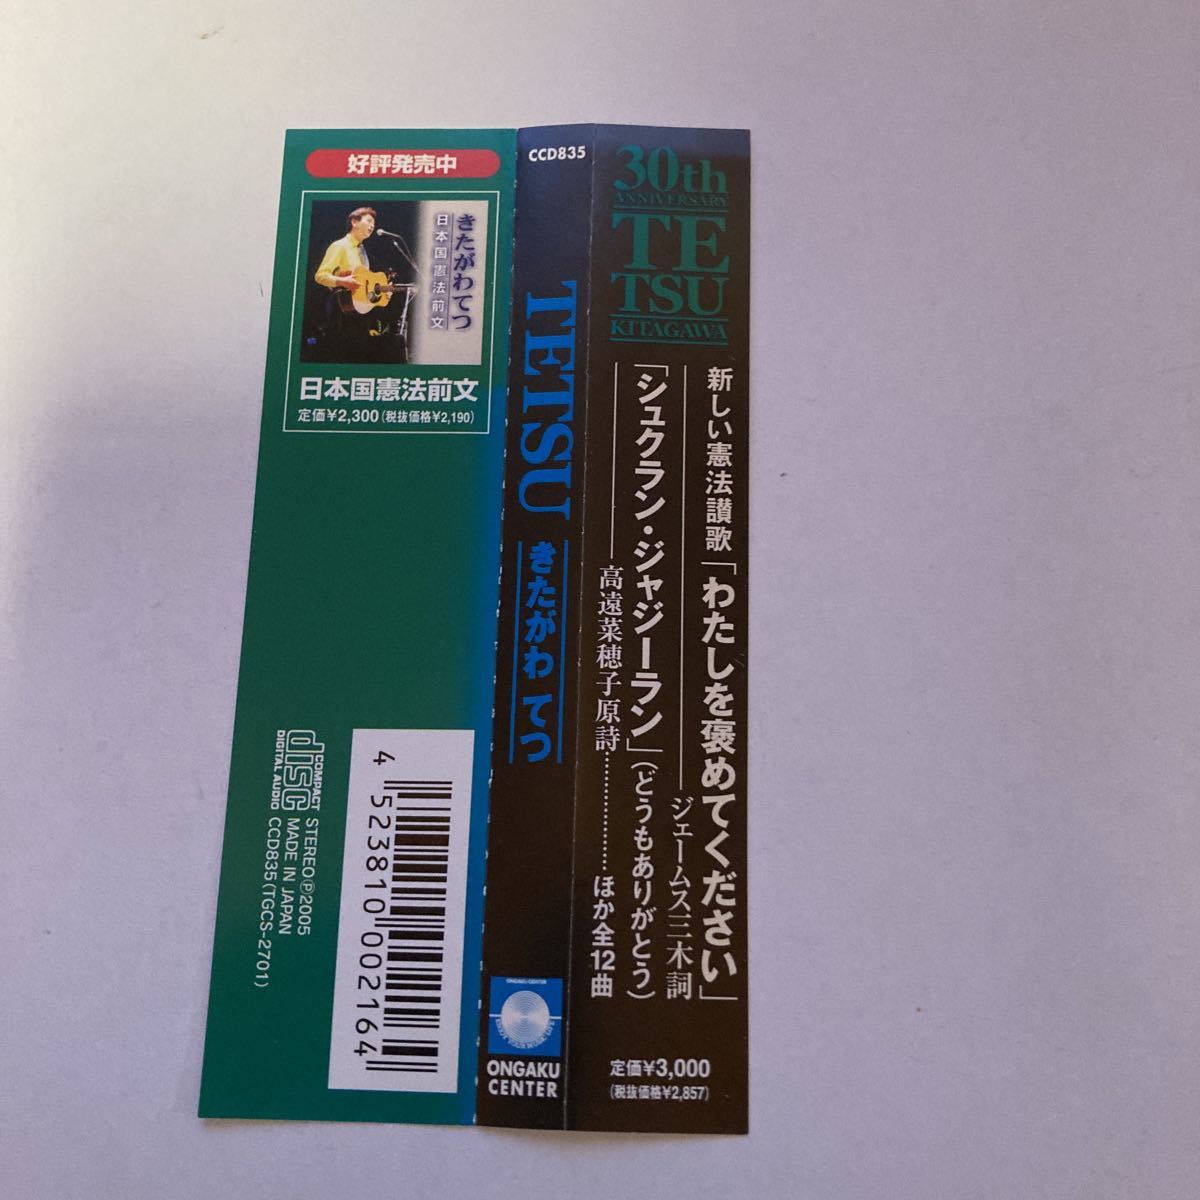 好評発売中
きたがわてつ
日本国憲法前文
日本国憲法前文
定価¥2,300(税抜価格¥2,190)
COMPACT
disc
DIGITAL AUDIO
STEREO Ⓟ2005
MADE IN JAPAN
CCD835(TGCS-2701)
4 523810 002164
CCD835
TETSU
きたがわ てつ
ONGAKU CENTER
ONGAKU
CENTER
30th
ANNIVERSARY
TE
TSU
KITAGAWA
新しい憲法讃歌「わたしを褒めてください」
ジェームス三木詞
「シュクラン・ジャジーラン」(どうもありがとう)
高遠菜穂子原詩………………ほか全12曲
定価¥3,000
(税抜価格¥2,857)